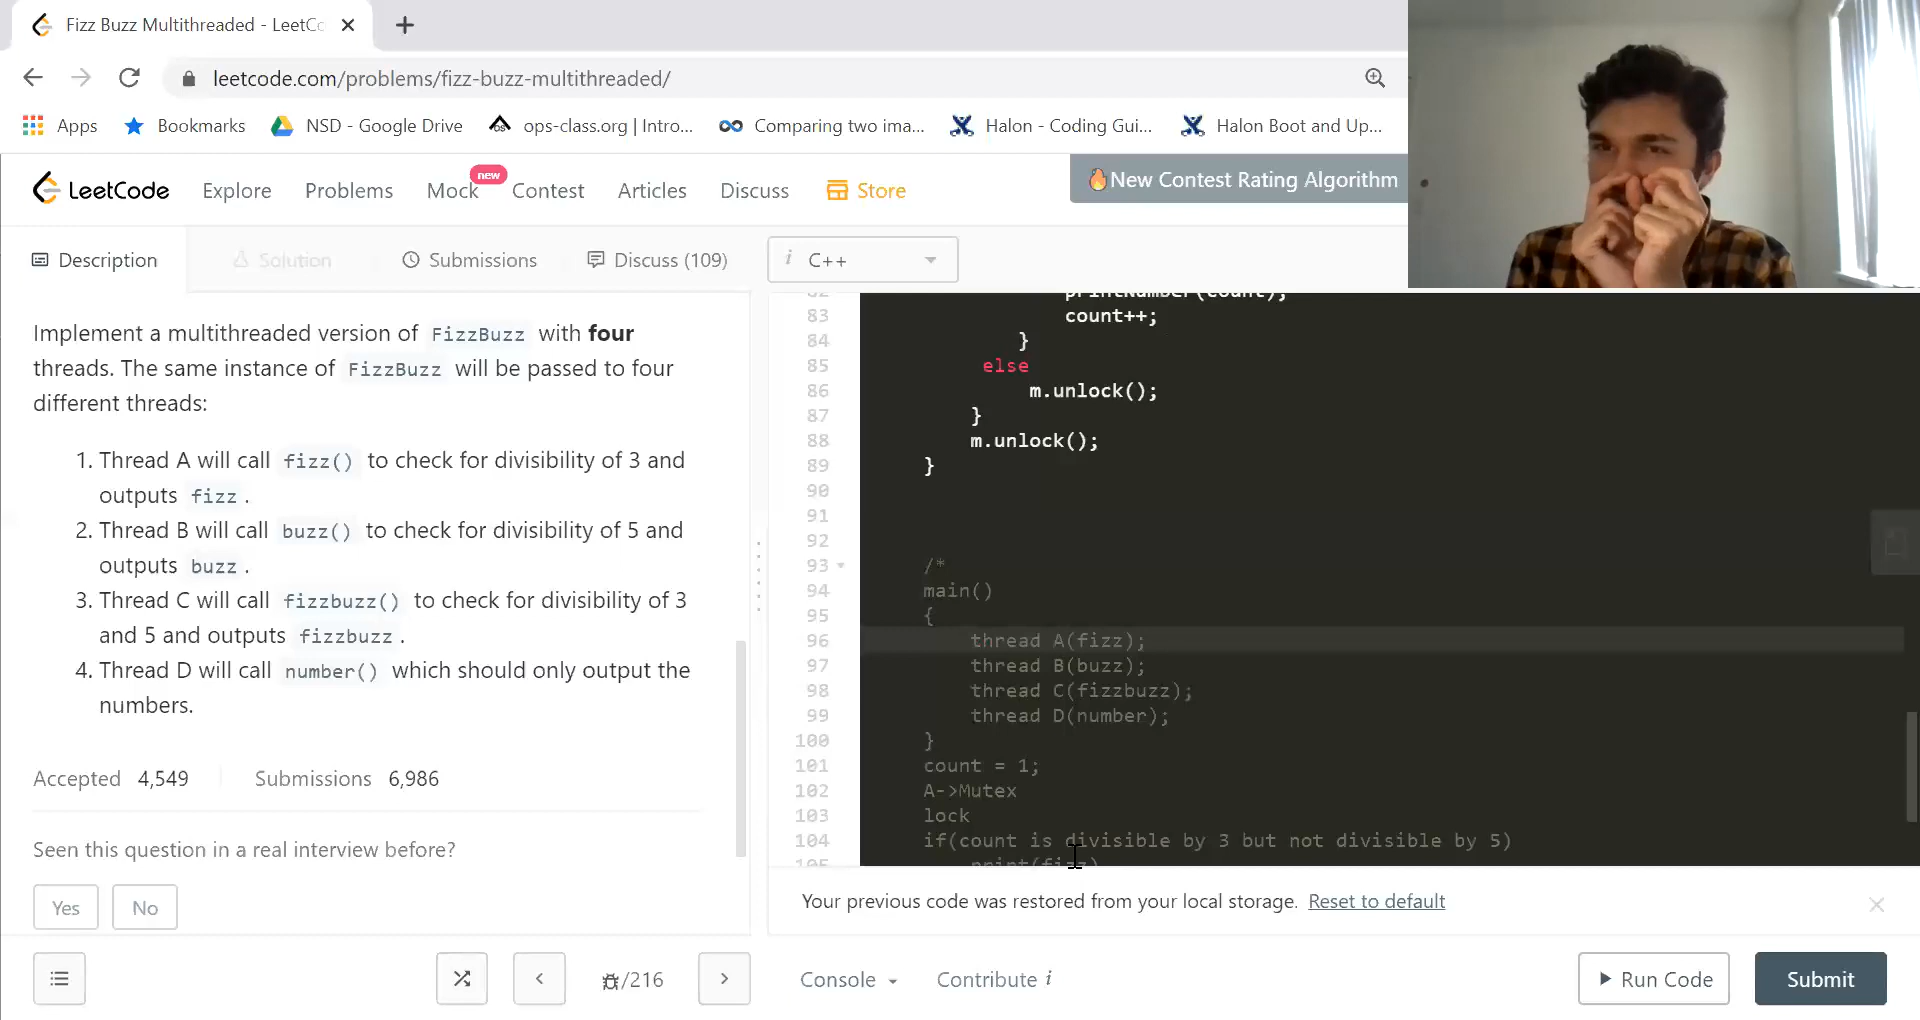 Fizz Buzz Multithreaded - LeetCo
leetcode.com/problems/fizz-buzz-multithreaded/
Apps Bookmarks NSD - Google Drive ops-class.org | Intro... Comparing two ima... Halon - Coding Gui... Halon Boot and Up...
LeetCode Explore Problems Mock new Contest Articles Discuss Store
New Contest Rating Algorithm
Description Solution Submissions Discuss (109)
i C++
Implement a multithreaded version of FizzBuzz with four
threads. The same instance of FizzBuzz will be passed to four
different threads:
1. Thread A will call fizz() to check for divisibility of 3 and
outputs fizz .
2. Thread B will call buzz() to check for divisibility of 5 and
outputs buzz .
3. Thread C will call fizzbuzz() to check for divisibility of 3
and 5 and outputs fizzbuzz .
4. Thread D will call number() which should only output the
numbers.
Accepted 4,549 Submissions 6,986
Seen this question in a real interview before?
Yes No
82 printNumber(count);
83 count++;
84 }
85 else
86 m.unlock();
87 }
88 m.unlock();
89 }
90
91
92
93 /*
94 main()
95 {
96 thread A(fizz);
97 thread B(buzz);
98 thread C(fizzbuzz);
99 thread D(number);
100 }
101 count = 1;
102 A->Mutex
103 lock
104 if(count is divisible by 3 but not divisible by 5)
105 print(fizz)
Your previous code was restored from your local storage. Reset to default
/216
Console Contribute i
Run Code Submit